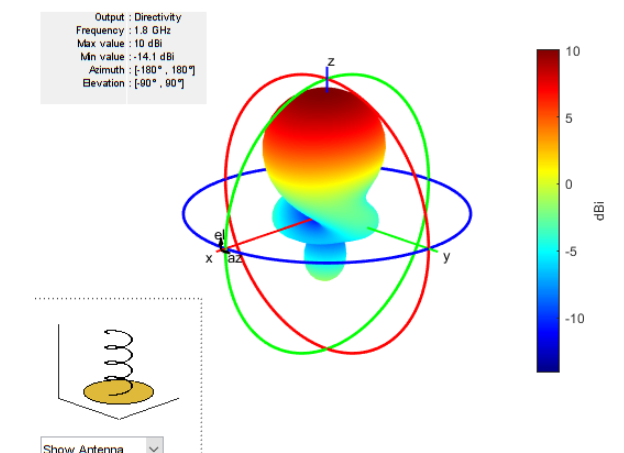 Output : Directivity
Frequency : 1.8 GHz
Max value : 10 dBi
Min value : -14.1 dBi
Azimuth : [-180° , 180°]
Elevation : [-90° , 90°]
z
10
5
0
-5
-10
dBi
el
x
az
y
Show Antenna